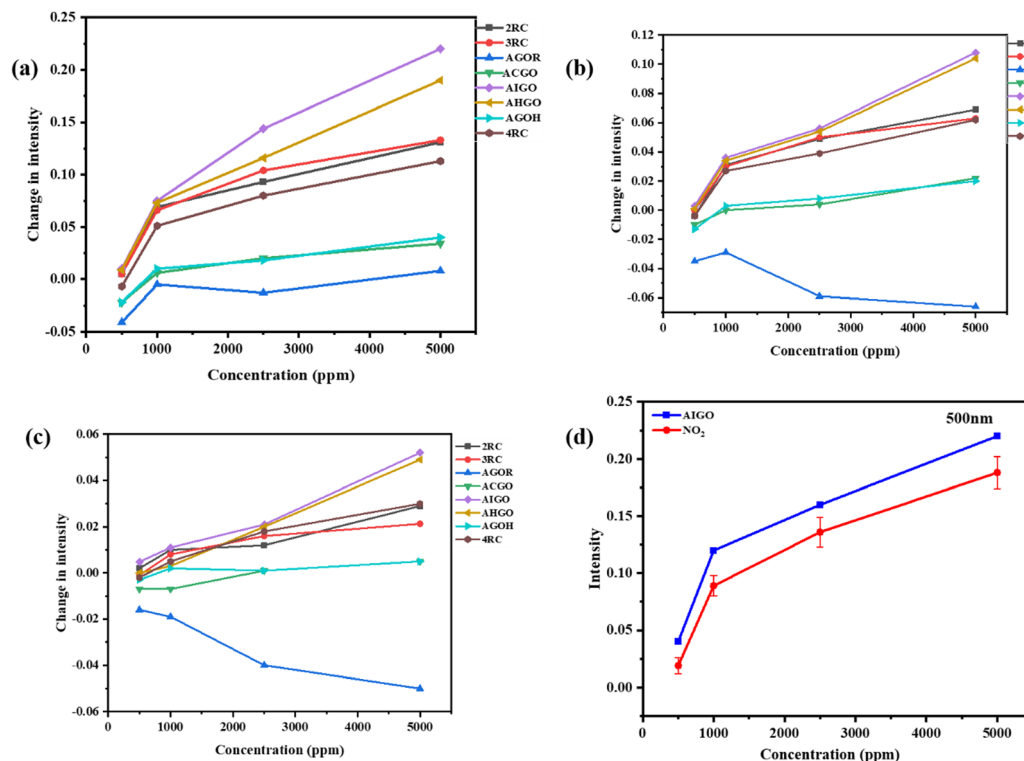 (a)
0.25
0.20
0.15
0.10
0.05
0.00
-0.05
Change in intensity
0
1000
2000
3000
4000
5000
Concentration (ppm)
2RC
3RC
AGOR
ACGO
AIGO
AHGO
AGOH
4RC
(b)
0.12
0.10
0.08
0.06
0.04
0.02
0.00
-0.02
-0.04
-0.06
Change in intensity
0
1000
2000
3000
4000
5000
Concentration (ppm)
(c)
0.06
0.04
0.02
0.00
-0.02
-0.04
-0.06
Change in intensity
0
1000
2000
3000
4000
5000
Concentration (ppm)
2RC
3RC
AGOR
ACGO
AIGO
AHGO
AGOH
4RC
(d)
0.25
0.20
0.15
0.10
0.05
0.00
Intensity
0
1000
2000
3000
4000
5000
Concentration (ppm)
AIGO
NO₂
500nm